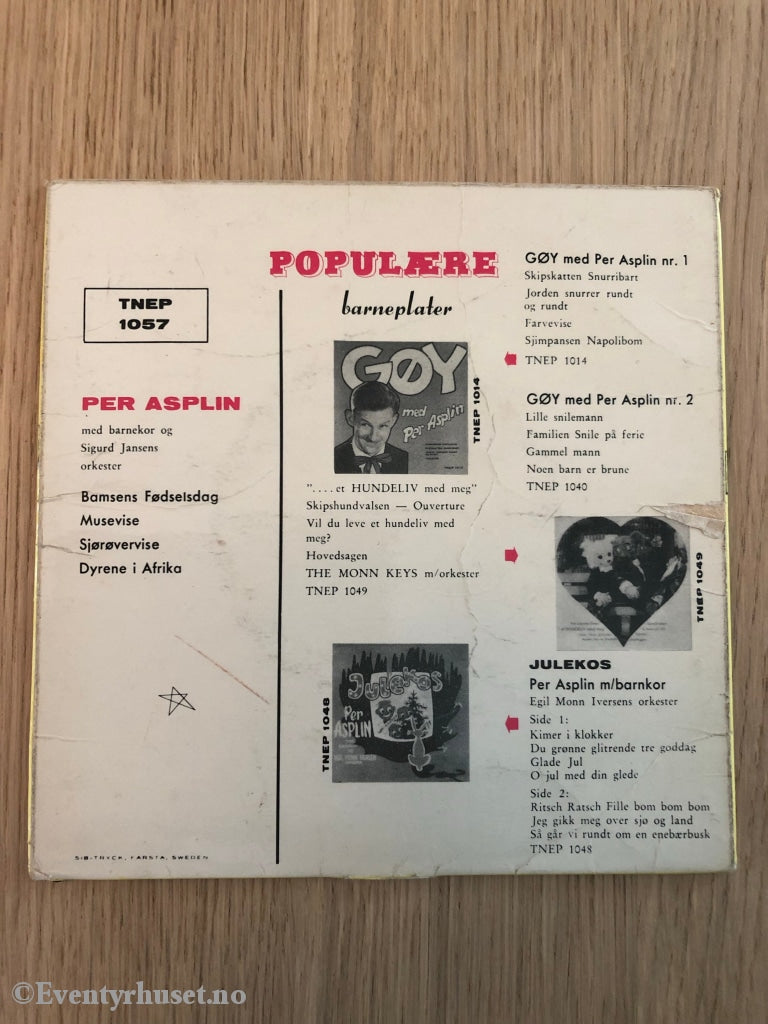 TNEP
1057
PER ASPLIN
med barnekor og
Sigurd Jansens
orkester
Bamsens Fødselsdag
Musevise
Sjørøvervise
Dyrene i Afrika
SIB-TRYCK, FARSTA, SWEDEN
POPULÆRE
barneplater
GØY
med
Per Asplin
TNEP 1014
"....et HUNDELIV med meg"
Skipshundvalsen — Ouverture
Vil du leve et hundeliv med
meg?
Hovedsagen
THE MONN KEYS m/orkester
TNEP 1049
TNEP 1048
Julekos
Per
ASPLIN
GØY med Per Asplin nr. 1
Skipskatten Snurribart
Jorden snurrer rundt
og rundt
Farvevise
Sjimpansen Napolibom
TNEP 1014
GØY med Per Asplin nr. 2
Lille snilemann
Familien Snile på ferie
Gammel mann
Noen barn er brune
TNEP 1040
TNEP 1049
JULEKOS
Per Asplin m/barnkor
Egil Monn Iversens orkester
Side 1:
Kimer i klokker
Du grønne glitrende tre goddag
Glade Jul
O jul med din glede
Side 2:
Ritsch Ratsch Fille bom bom bom
Jeg gikk meg over sjø og land
Så går vi rundt om en enebærbusk
TNEP 1048
©Eventyrhuset.no